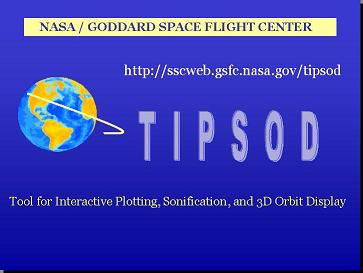 NASA / GODDARD SPACE FLIGHT CENTER
http://sscweb.gsfc.nasa.gov/tipsod
TIPSOD
Tool for Interactive Plotting, Sonification, and 3D Orbit Display